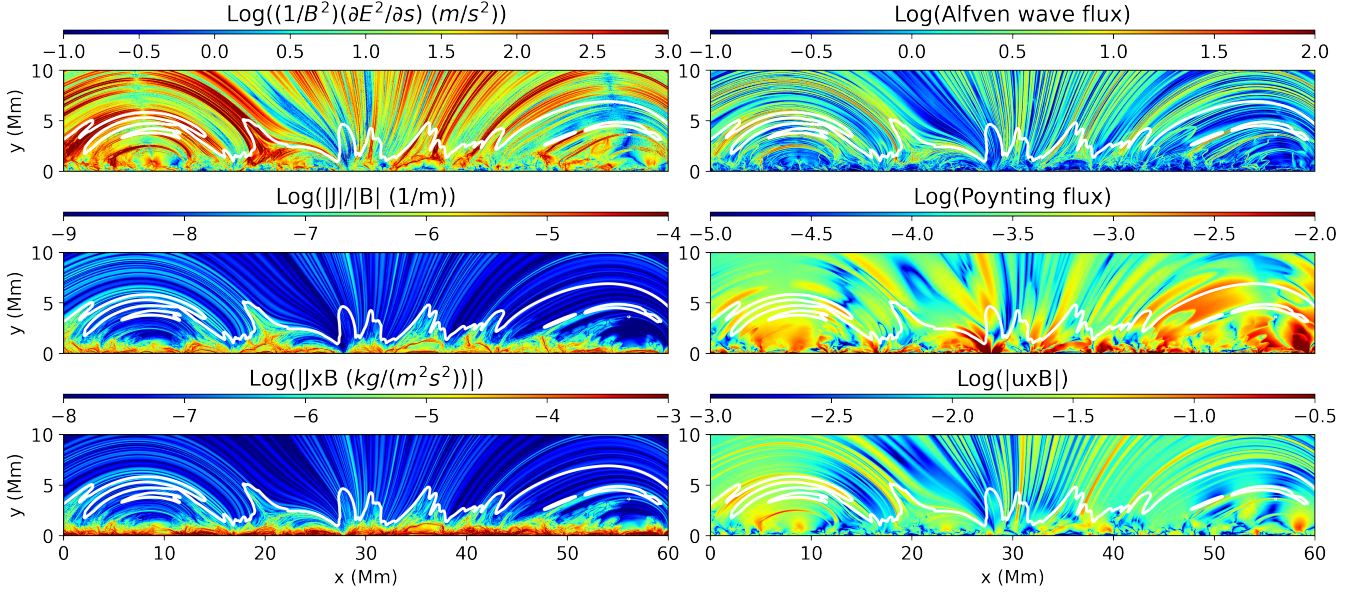 Log((1/B²)(∂E²/∂s) (m/s²)) Log(Alfven wave flux)
−1.0 −0.5 0.0 0.5 1.0 1.5 2.0 2.5 3.0 −1.0 −0.5 0.0 0.5 1.0 1.5 2.0
10
5
0
y (Mm)
Log(|J|/|B| (1/m)) Log(Poynting flux)
−9 −8 −7 −6 −5 −4 −5.0 −4.5 −4.0 −3.5 −3.0 −2.5 −2.0
10
5
0
y (Mm)
Log(|JxB (kg/(m²s²))|) Log(|uxB|)
−8 −7 −6 −5 −4 −3 −3.0 −2.5 −2.0 −1.5 −1.0 −0.5
10
5
0
y (Mm)
0 10 20 30 40 50 60 0 10 20 30 40 50 60
x (Mm) x (Mm)